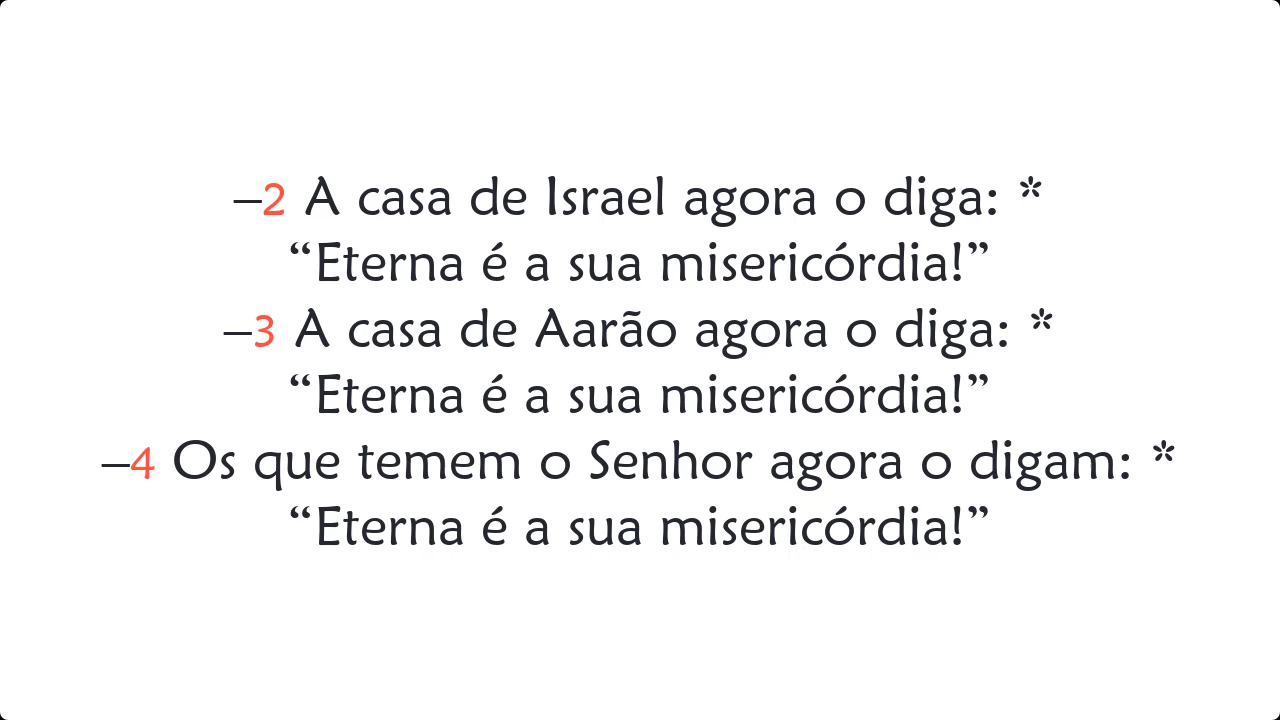 –2 A casa de Israel agora o diga: *
“Eterna é a sua misericórdia!”
–3 A casa de Aarão agora o diga: *
“Eterna é a sua misericórdia!”
–4 Os que temem o Senhor agora o digam: *
“Eterna é a sua misericórdia!”